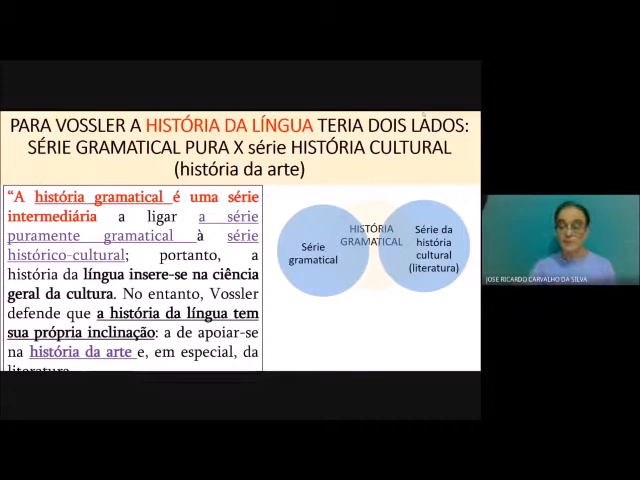 PARA VOSSLER A HISTÓRIA DA LÍNGUA TERIA DOIS LADOS:
SÉRIE GRAMATICAL PURA X série HISTÓRIA CULTURAL
(história da arte)
“A história gramatical é uma série
intermediária a ligar a série
puramente gramatical à série
histórico-cultural; portanto, a
história da língua insere-se na ciência
geral da cultura. No entanto, Vossler
defende que a história da língua tem
sua própria inclinação: a de apoiar-se
na história da arte e, em especial, da
literatura.
Série
gramatical
HISTÓRIA
GRAMATICAL
Série da
história
cultural
(literatura)
JOSE RICARDO CARVALHO DA SILVA